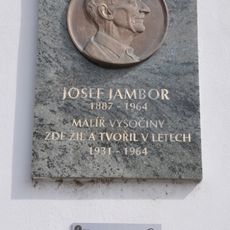 JOSEF JAMBOR
1887 - 1964
MALÍŘ VYSOČINY
ZDE ŽIL A TVOŘIL V LETECH
1931 - 1964